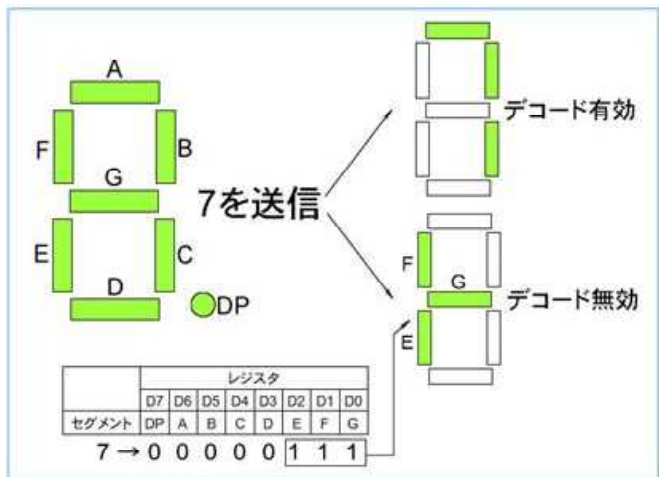 A
F
B
G
7を送信
E
C
D
DP
デコード有効
F
G
デコード無効
E
レジスタ
D7 D6 D5 D4 D3 D2 D1 D0
セグメント DP A B C D E F G
7 → 0 0 0 0 0 1 1 1